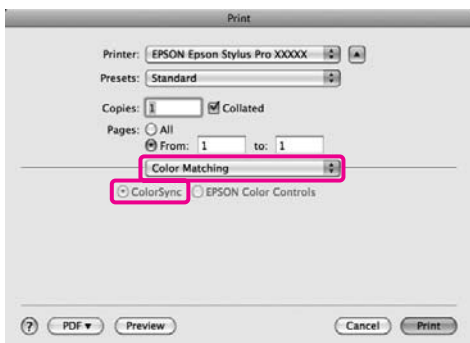 Print
Printer: EPSON Epson Stylus Pro XXXXX
Presets: Standard
Copies: 1 Collated
Pages: All
From: 1 to: 1
Color Matching
ColorSync EPSON Color Controls
? PDF Preview Cancel Print